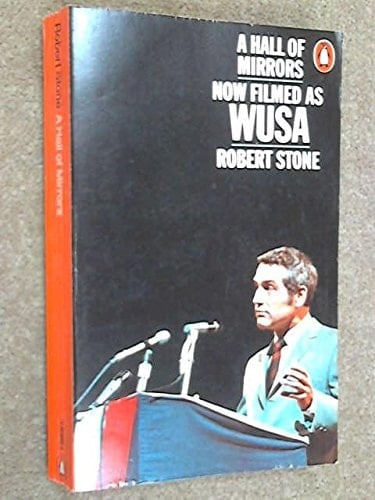 A HALL OF
MIRRORS
NOW FILMED AS
WUSA
ROBERT STONE
Robert Stone A Hall of Mirrors